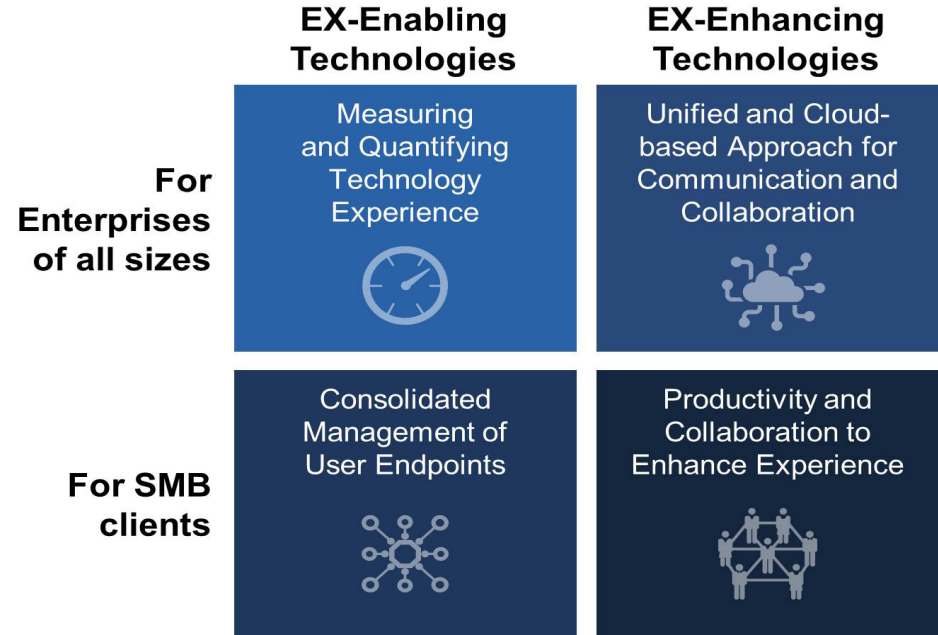 EX-Enabling
Technologies
EX-Enhancing
Technologies
For
Enterprises
of all sizes
Measuring
and Quantifying
Technology
Experience
Unified and Cloud-
based Approach for
Communication and
Collaboration
For SMB
clients
Consolidated
Management of
User Endpoints
Productivity and
Collaboration to
Enhance Experience